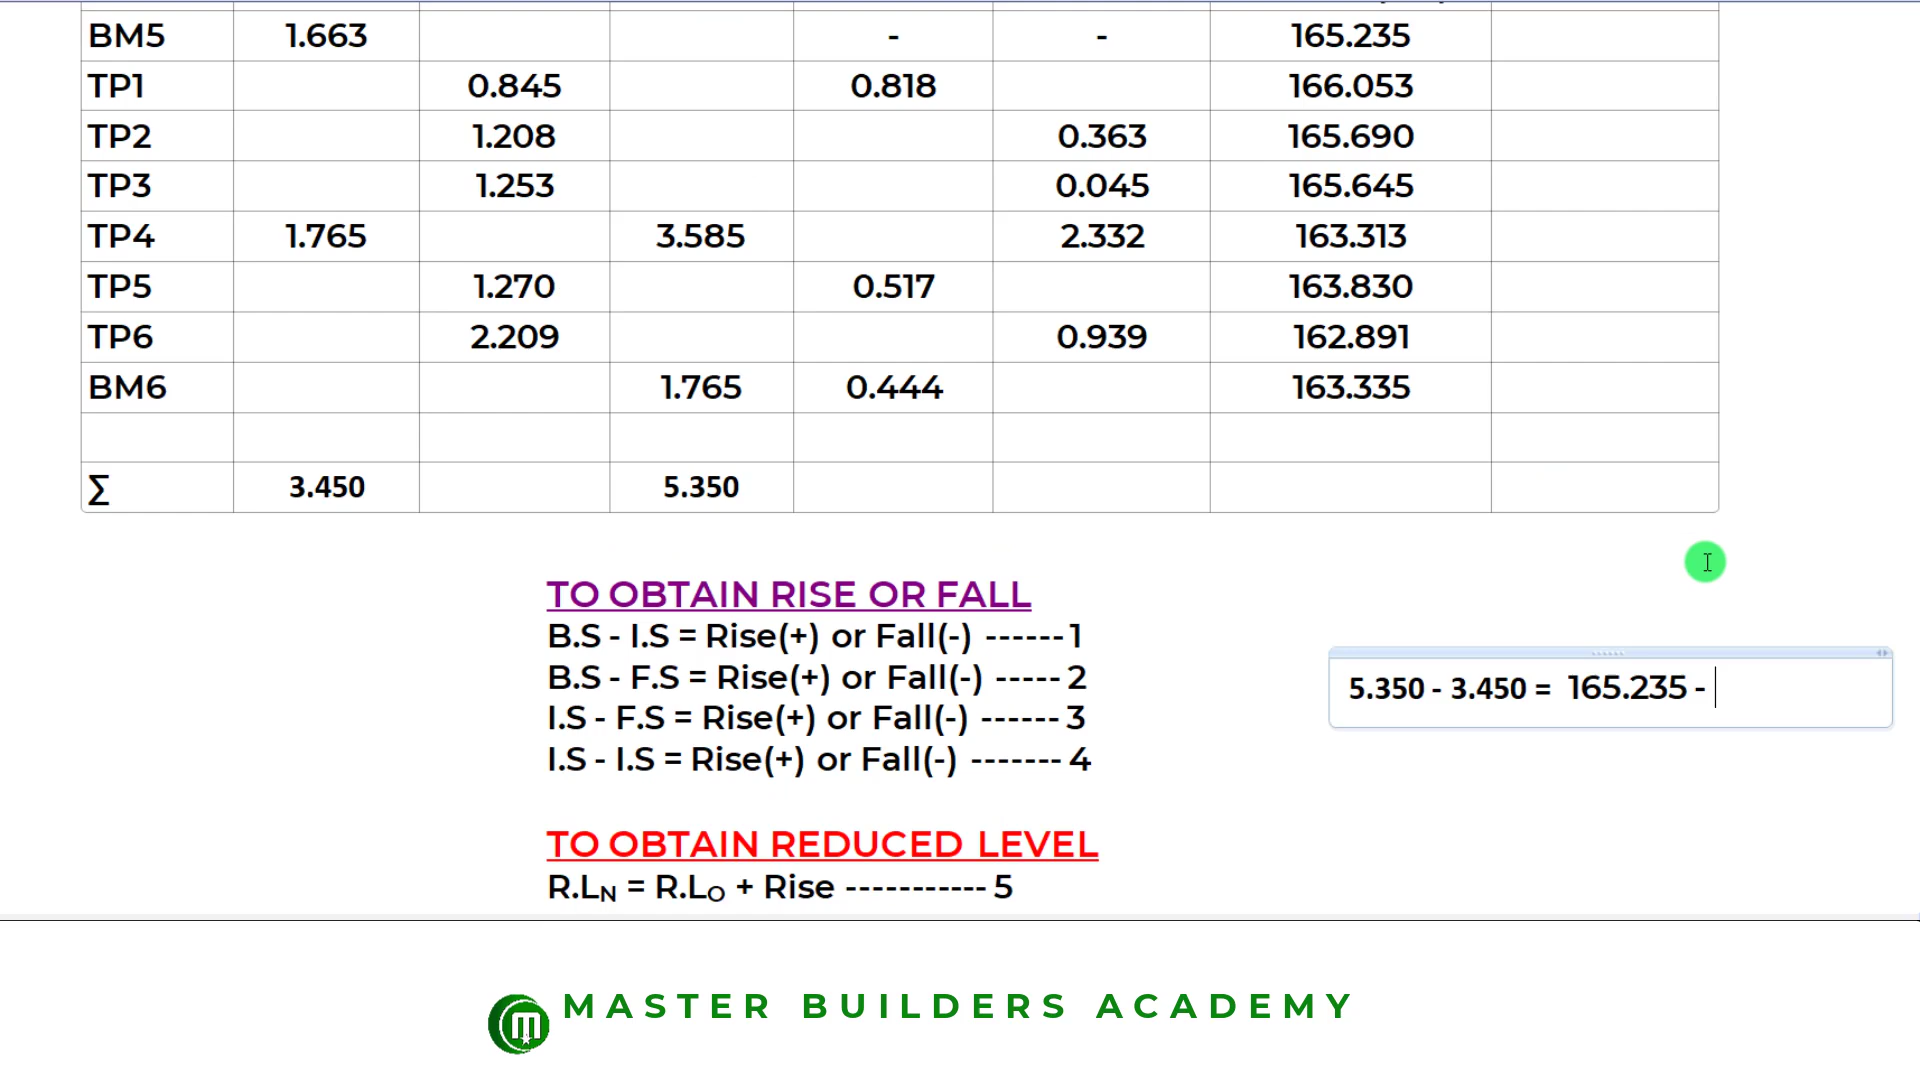 BM5 1.663 - - 165.235
TP1 0.845 0.818 166.053
TP2 1.208 0.363 165.690
TP3 1.253 0.045 165.645
TP4 1.765 3.585 2.332 163.313
TP5 1.270 0.517 163.830
TP6 2.209 0.939 162.891
BM6 1.765 0.444 163.335
∑ 3.450 5.350
TO OBTAIN RISE OR FALL
B.S - I.S = Rise(+) or Fall(-) ------1
B.S - F.S = Rise(+) or Fall(-) ----- 2
I.S - F.S = Rise(+) or Fall(-) ------ 3
I.S - I.S = Rise(+) or Fall(-) ------- 4
5.350 - 3.450 = 165.235 -
TO OBTAIN REDUCED LEVEL
R.LN = R.LO + Rise ----------- 5
MASTER BUILDERS ACADEMY